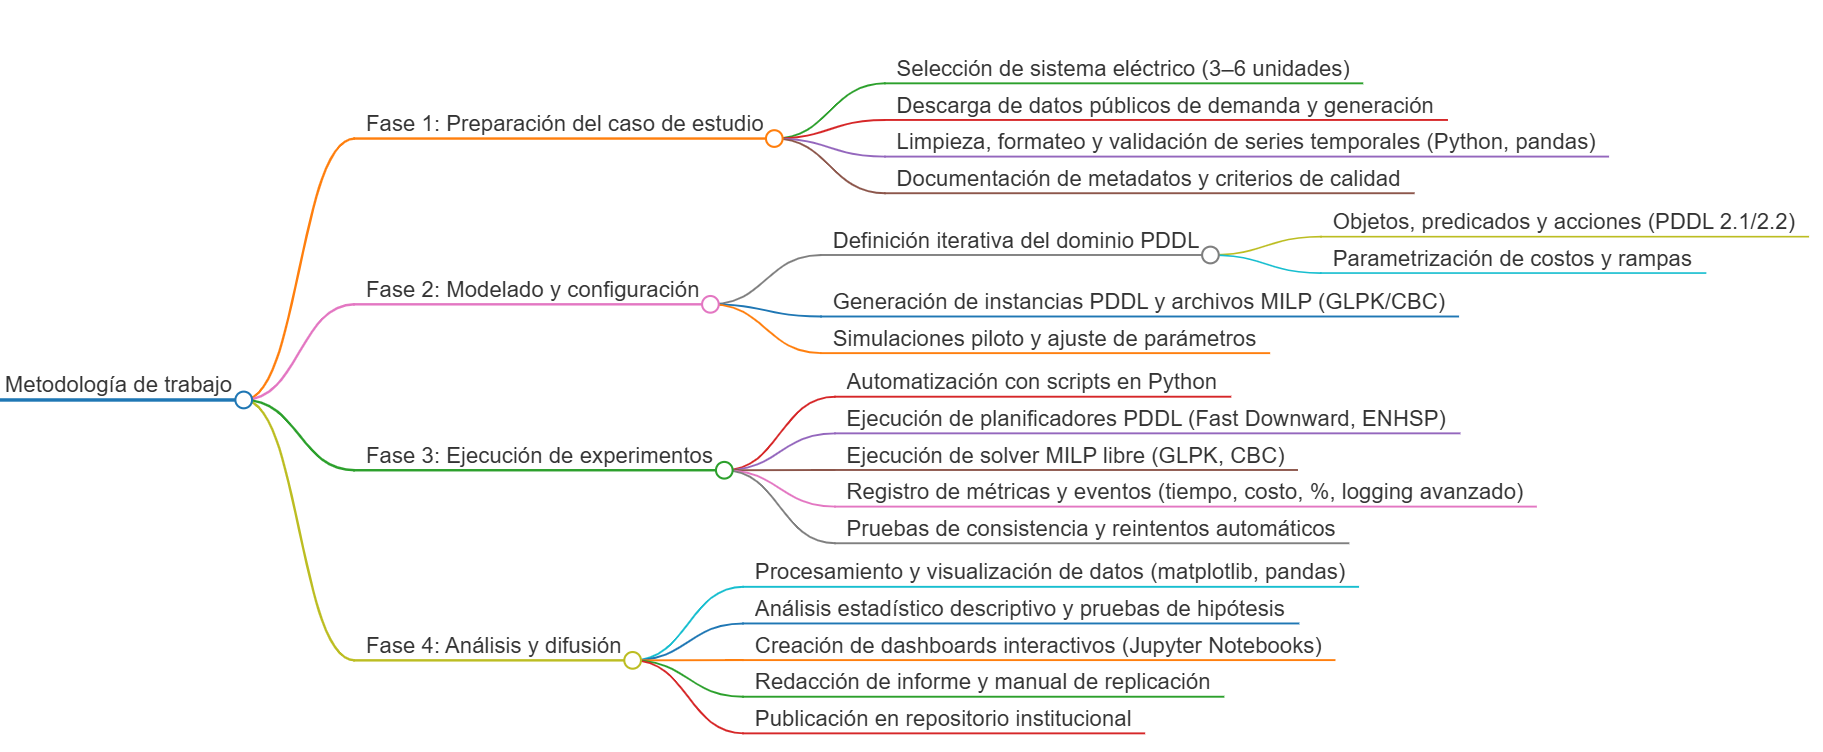 Metodología de trabajo
Fase 1: Preparación del caso de estudio
Selección de sistema eléctrico (3–6 unidades)
Descarga de datos públicos de demanda y generación
Limpieza, formateo y validación de series temporales (Python, pandas)
Documentación de metadatos y criterios de calidad
Fase 2: Modelado y configuración
Definición iterativa del dominio PDDL
Objetos, predicados y acciones (PDDL 2.1/2.2)
Parametrización de costos y rampas
Generación de instancias PDDL y archivos MILP (GLPK/CBC)
Simulaciones piloto y ajuste de parámetros
Fase 3: Ejecución de experimentos
Automatización con scripts en Python
Ejecución de planificadores PDDL (Fast Downward, ENHSP)
Ejecución de solver MILP libre (GLPK, CBC)
Registro de métricas y eventos (tiempo, costo, %, logging avanzado)
Pruebas de consistencia y reintentos automáticos
Fase 4: Análisis y difusión
Procesamiento y visualización de datos (matplotlib, pandas)
Análisis estadístico descriptivo y pruebas de hipótesis
Creación de dashboards interactivos (Jupyter Notebooks)
Redacción de informe y manual de replicación
Publicación en repositorio institucional